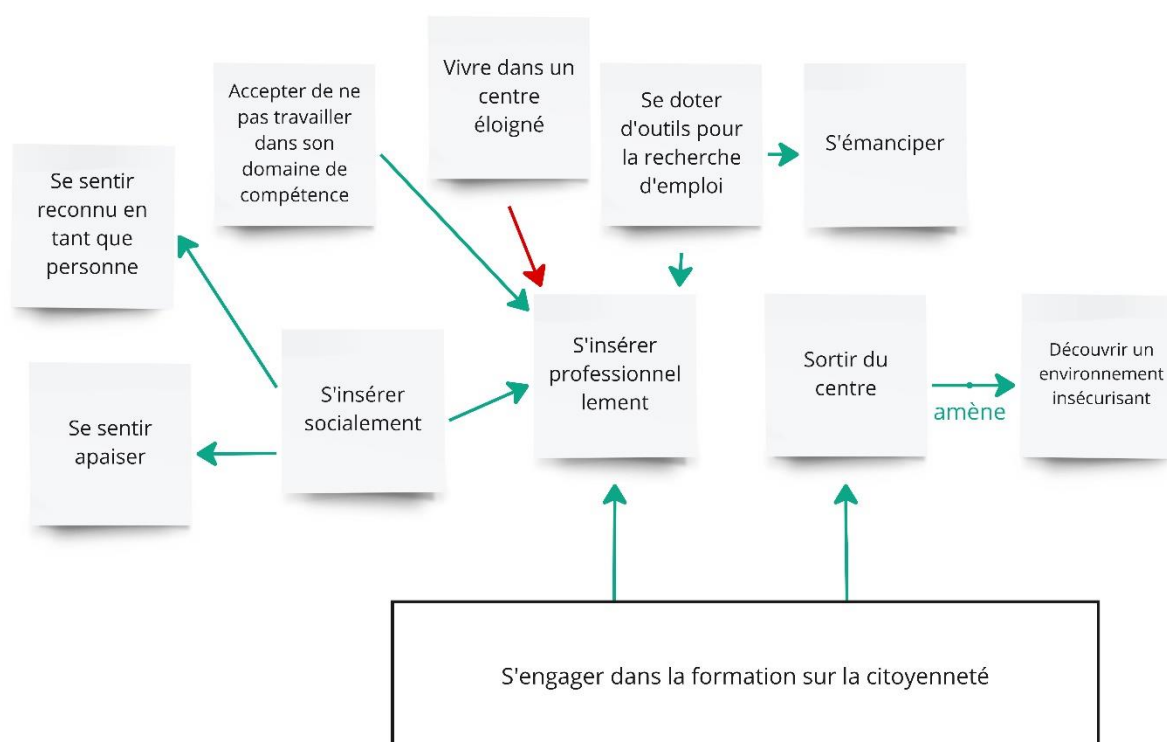 Vivre dans un
centre
éloigné
Accepter de ne
pas travailler
dans son
domaine de
compétence
Se doter
d'outils pour
la recherche
d'emploi
S'émanciper
Se sentir
reconnu en
tant que
personne
S'insérer
professionnel
lement
Sortir du
centre
Découvrir un
environnement
insécurisant
amène
S'insérer
socialement
Se sentir
apaiser
S'engager dans la formation sur la citoyenneté